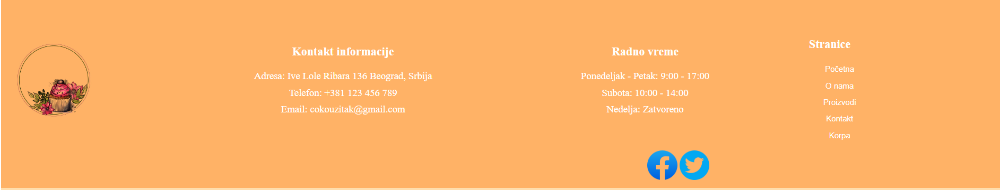 Kontakt informacije
Adresa: Ive Lole Ribara 136 Beograd, Srbija
Telefon: +381 123 456 789
Email: cokouzitak@gmail.com
Radno vreme
Ponedeljak - Petak: 9:00 - 17:00
Subota: 10:00 - 14:00
Nedelja: Zatvoreno
Stranice
Početna
O nama
Proizvodi
Kontakt
Korpa